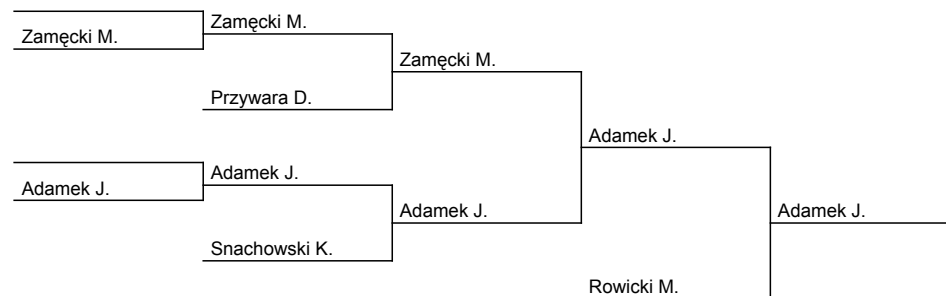 Zamęcki M.
Zamęcki M.
Zamęcki M.
Przywara D.
Adamek J.
Adamek J.
Adamek J.
Adamek J.
Adamek J.
Snachowski K.
Rowicki M.